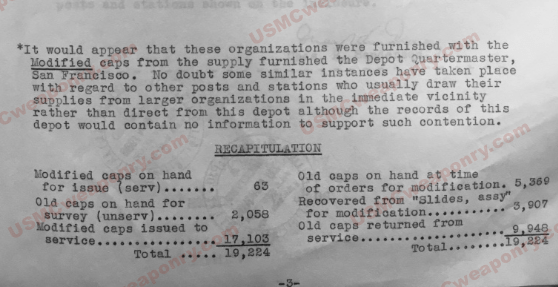 posts and stations shown on the
*It would appear that these organizations were furnished with the
Modified caps from the supply furnished the Depot Quartermaster,
San Francisco. No doubt some similar instances have taken place
with regard to other posts and stations who usually draw their
supplies from larger organizations in the immediate vicinity
rather than direct from this depot although the records of this
depot would contain no information to support such contention.
RECAPITULATION
Modified caps on hand
for issue (serv)....... 63
Old caps on hand for
survey (unserv)........ 2,058
Modified caps issued to
service............... 17,103
Total ..... 19,224
Old caps on hand at time
of orders for modification. 5,369
Recovered from "Slides, assy"
for modification........... 3,907
Old caps returned from
service.................... 9,948
Total........ 19,224
-3-
USMCweaponry.com